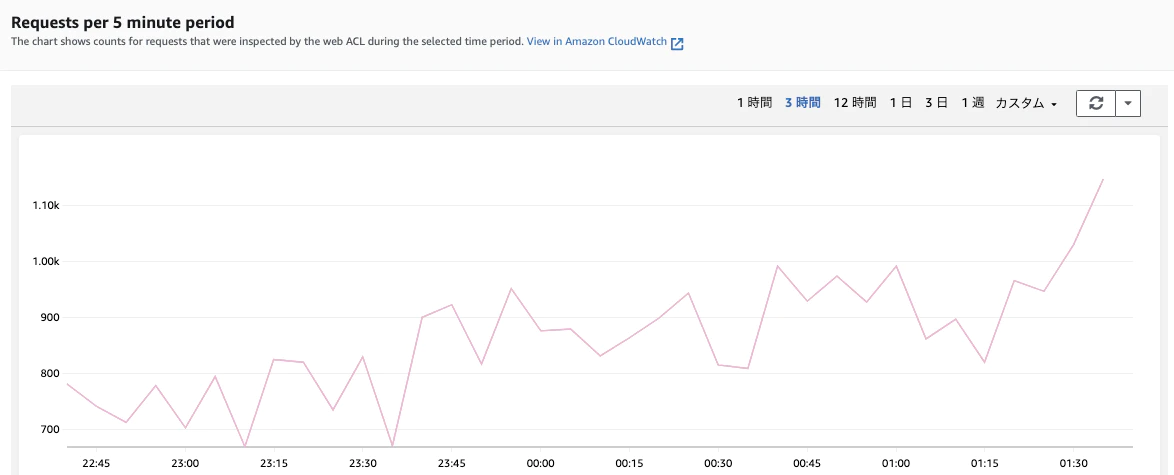 Requests per 5 minute period
The chart shows counts for requests that were inspected by the web ACL during the selected time period. View in Amazon CloudWatch
1 時間 3 時間 12 時間 1 日 3 日 1 週 カスタム
1.10k
1.00k
900
800
700
22:45 23:00 23:15 23:30 23:45 00:00 00:15 00:30 00:45 01:00 01:15 01:30